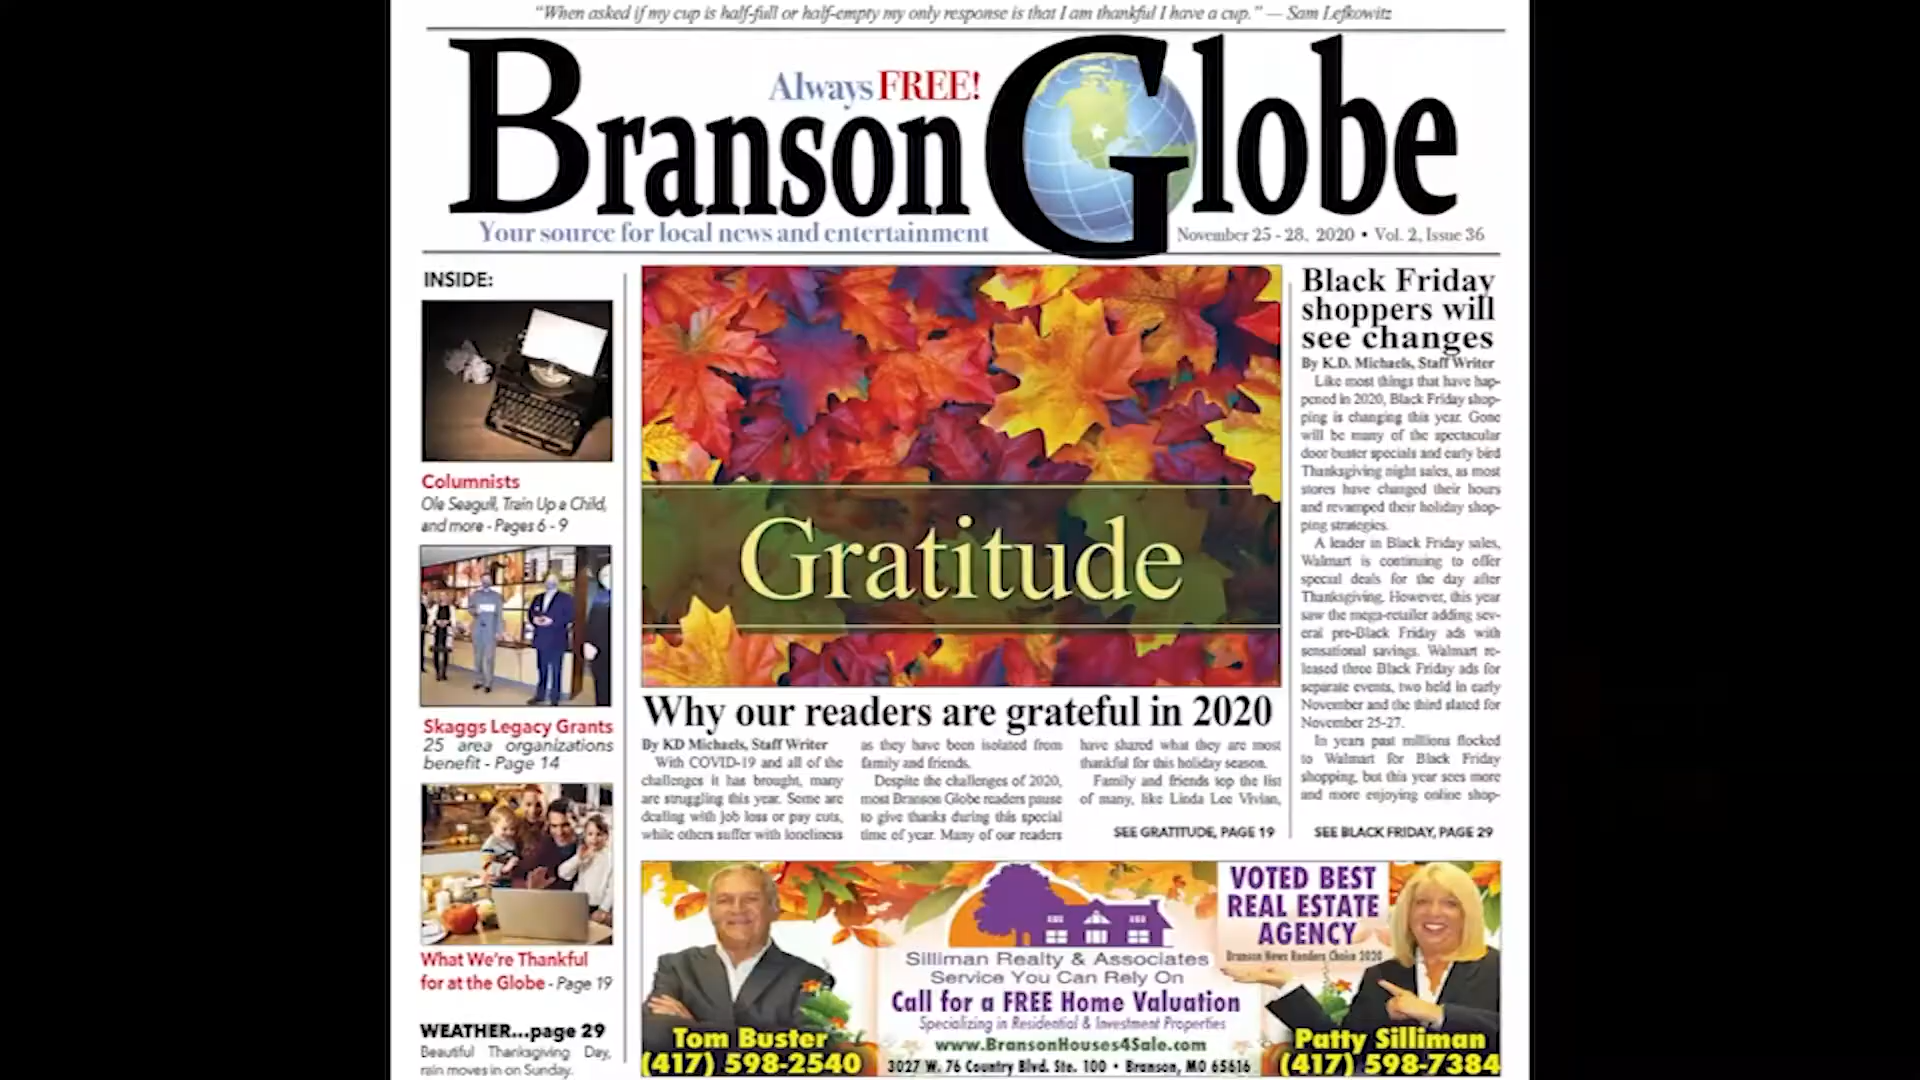 “When asked if my cup is half-full or half-empty my only response is that I am thankful I have a cup.” — Sam Lefkowitz
Always FREE!
Branson Globe
Your source for local news and entertainment
November 25 - 28, 2020 • Vol. 2, Issue 36
INSIDE:
Columnists
Ole Seagull, Train Up a Child,
and more - Pages 6 - 9
Skaggs Legacy Grants
25 area organizations
benefit - Page 14
What We're Thankful
for at the Globe - Page 19
WEATHER...page 29
Beautiful Thanksgiving Day,
rain moves in on Sunday.
Gratitude
Why our readers are grateful in 2020
By KD Michaels, Staff Writer
With COVID-19 and all of the
challenges it has brought, many
are struggling this year. Some are
dealing with job loss or pay cuts,
while others suffer with loneliness
as they have been isolated from
family and friends.
Despite the challenges of 2020,
most Branson Globe readers pause
to give thanks during this special
time of year. Many of our readers
have shared what they are most
thankful for this holiday season.
Family and friends top the list
of many, like Linda Lee Vivian,
SEE GRATITUDE, PAGE 19
Black Friday
shoppers will
see changes
By K.D. Michaels, Staff Writer
Like most things that have hap-
pened in 2020, Black Friday shop-
ping is changing this year. Gone
will be many of the spectacular
door buster specials and early bird
Thanksgiving night sales, as most
stores have changed their hours
and revamped their holiday shop-
ping strategies.
A leader in Black Friday sales,
Walmart is continuing to offer
special deals for the day after
Thanksgiving. However, this year
saw the mega-retailer adding sev-
eral pre-Black Friday ads with
sensational savings. Walmart re-
leased three Black Friday ads for
separate events, two held in early
November and the third slated for
November 25-27.
In years past millions flocked
to Walmart for Black Friday
shopping, but this year sees more
and more enjoying online shop-
SEE BLACK FRIDAY, PAGE 29
Tom Buster
(417) 598-2540
Silliman Realty & Associates
Service You Can Rely On
Call for a FREE Home Valuation
Specializing in Residential & Investment Properties
www.BransonHouses4Sale.com
3027 W. 76 Country Blvd. Ste. 100 • Branson, MO 65616
VOTED BEST
REAL ESTATE
AGENCY
Branson News Readers Choice 2020
Patty Silliman
(417) 598-7384